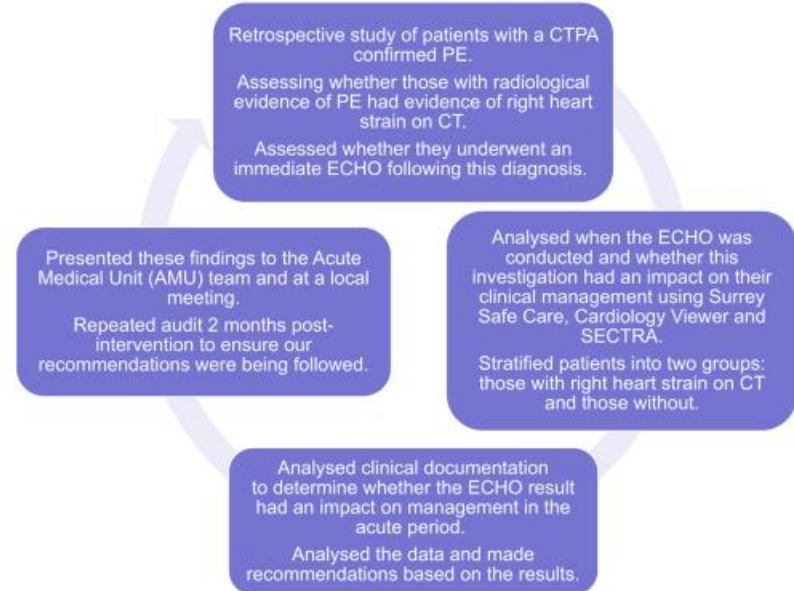 Retrospective study of patients with a CTPA
confirmed PE.
Assessing whether those with radiological
evidence of PE had evidence of right heart
strain on CT.
Assessed whether they underwent an
immediate ECHO following this diagnosis.
Analysed when the ECHO was
conducted and whether this
investigation had an impact on their
clinical management using Surrey
Safe Care, Cardiology Viewer and
SECTRA.
Stratified patients into two groups:
those with right heart strain on CT
and those without.
Analysed clinical documentation
to determine whether the ECHO result
had an impact on management in the
acute period.
Analysed the data and made
recommendations based on the results.
Presented these findings to the Acute
Medical Unit (AMU) team and at a local
meeting.
Repeated audit 2 months post-
intervention to ensure our
recommendations were being followed.